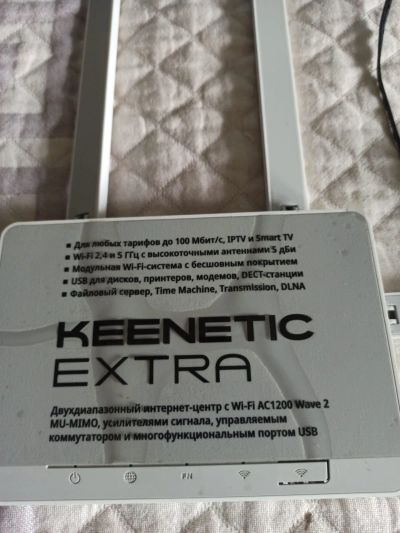 ▪ Для любых тарифов до 100 Мбит/с, IPTV и Smart TV
▪ Wi-Fi 2,4 и 5 ГГц с высокоточными антеннами 5 дБи
▪ Модульная Wi-Fi-система с бесшовным покрытием
▪ USB для дисков, принтеров, модемов, DECT-станции
▪ Файловый сервер, Time Machine, Transmission, DLNA
KEENETIC
EXTRA
Двухдиапазонный интернет-центр с Wi-Fi AC1200 Wave 2
MU-MIMO, усилителями сигнала, управляемым
коммутатором и многофункциональным портом USB
FN